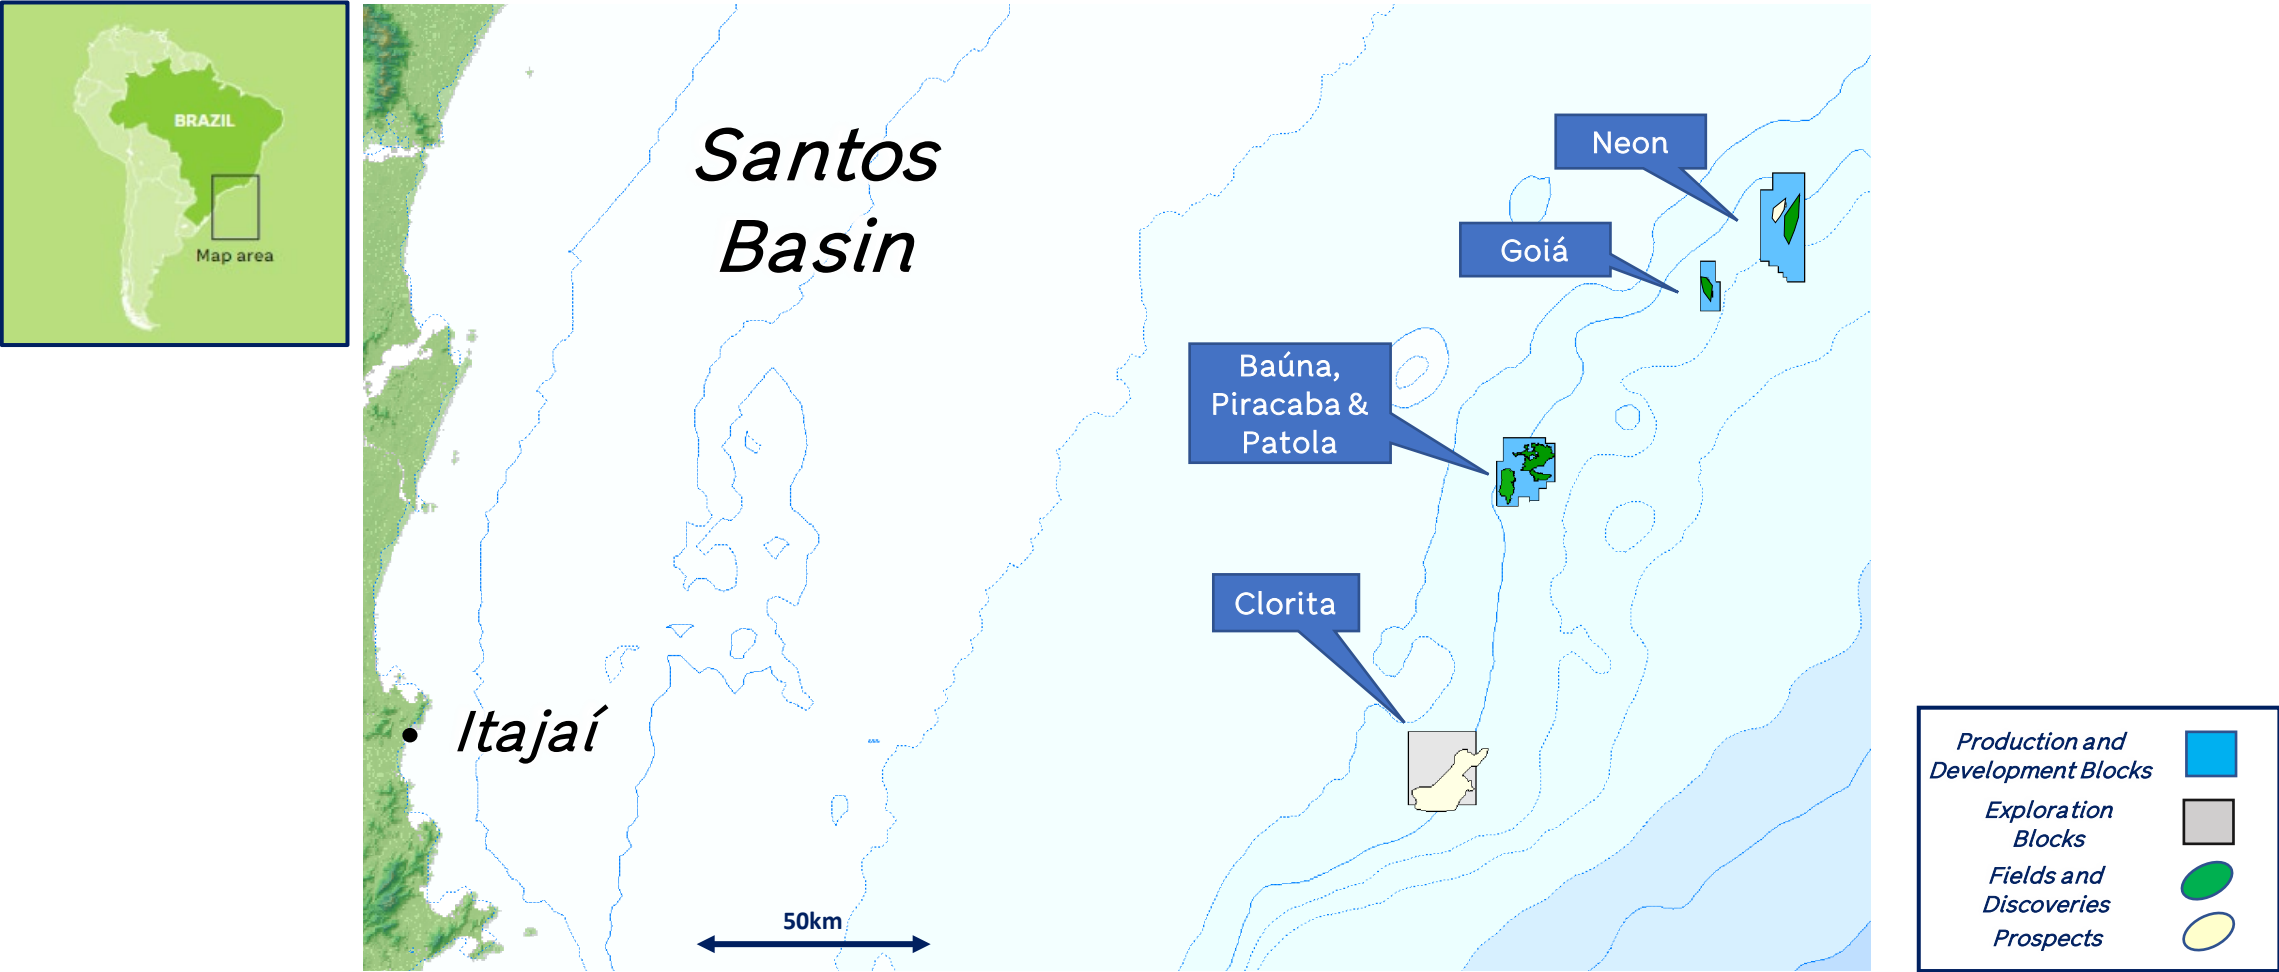 BRAZIL
Map area
Santos
Basin
Neon
Goiá
Baúna,
Piracaba &
Patola
Clorita
Itajaí
50km
Production and
Development Blocks
Exploration
Blocks
Fields and
Discoveries
Prospects